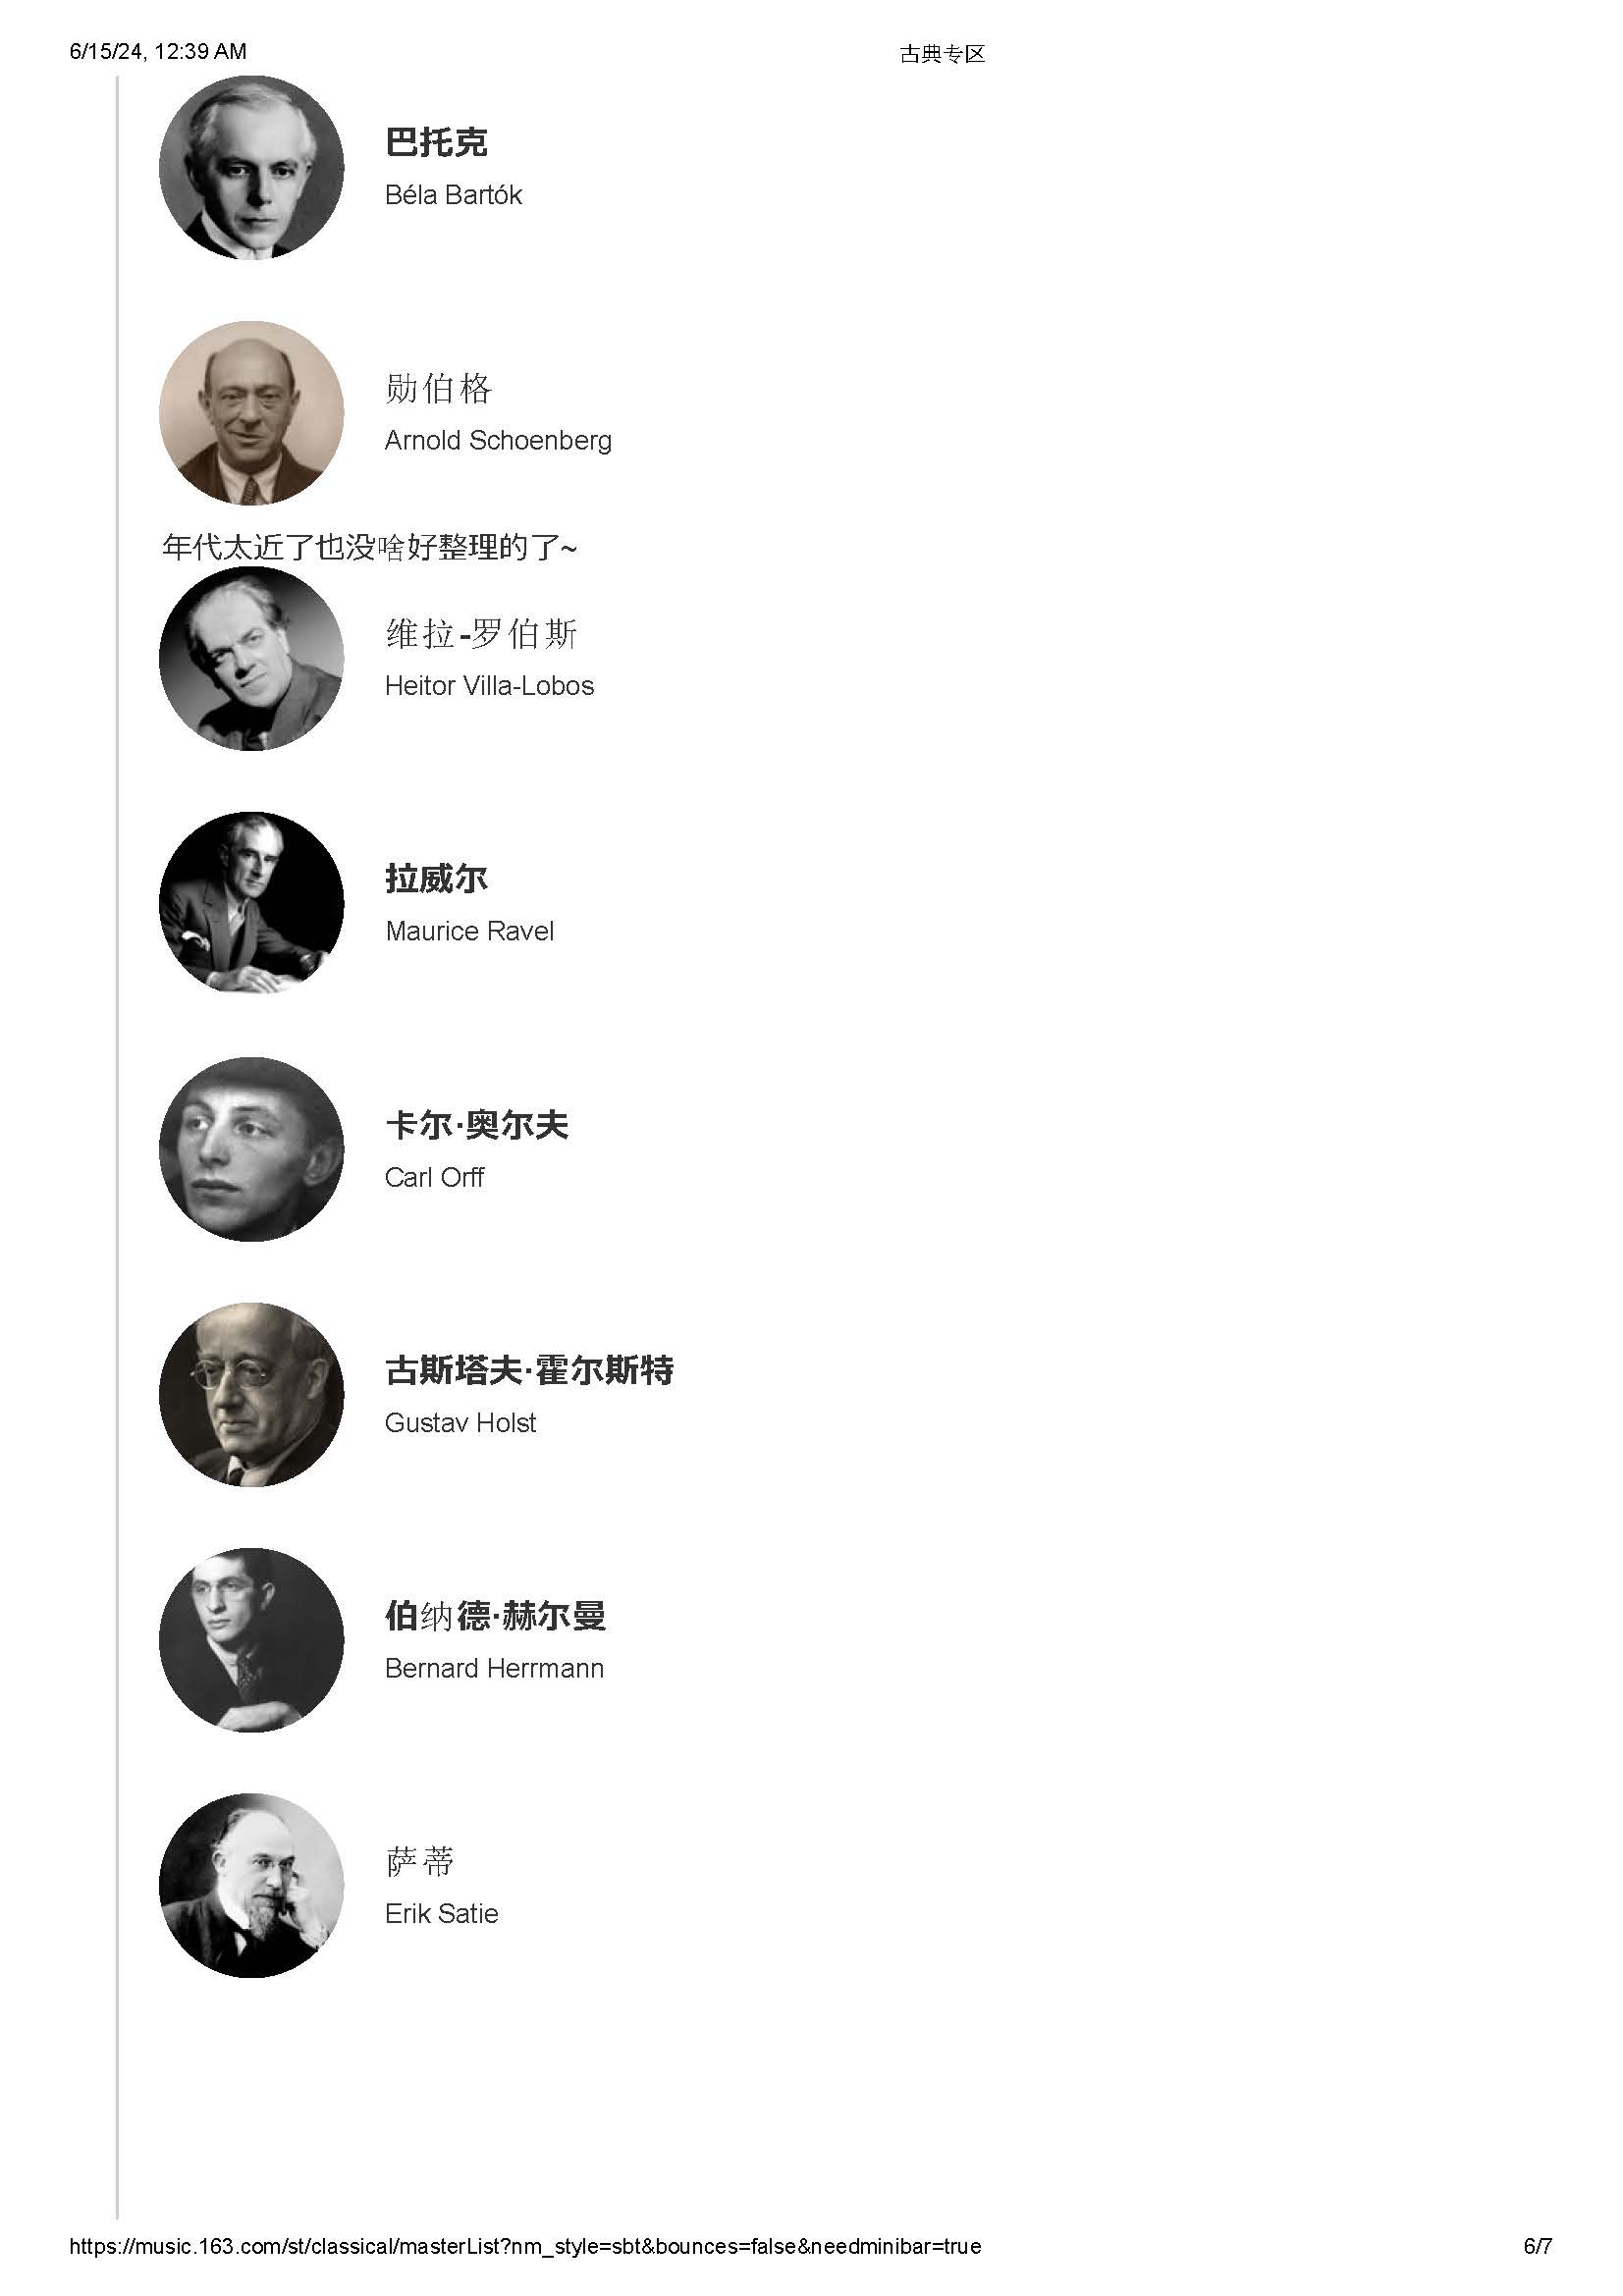 6/15/24, 12:39 AM
古典专区
巴托克
Béla Bartók
勋伯格
Arnold Schoenberg
年代太近了也没啥好整理的了~
维拉-罗伯斯
Heitor Villa-Lobos
拉威尔
Maurice Ravel
卡尔·奥尔夫
Carl Orff
古斯塔夫·霍尔斯特
Gustav Holst
伯纳德·赫尔曼
Bernard Herrmann
萨蒂
Erik Satie
https://music.163.com/st/classical/masterList?nm_style=sbt&bounces=false&needminibar=true
6/7